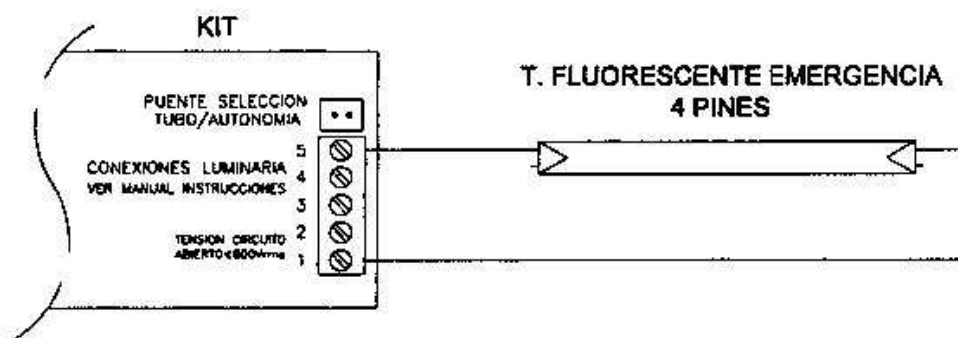 KIT
T. FLUORESCENTE EMERGENCIA
4 PINES
PUENTE SELECCION
TUBO/AUTONOMIA
5
CONEXIONES LUMINARIA
4
VER MANUAL INSTRUCCIONES
3
2
TENSION CIRCUITO
ABIERTO<600Vrms
1